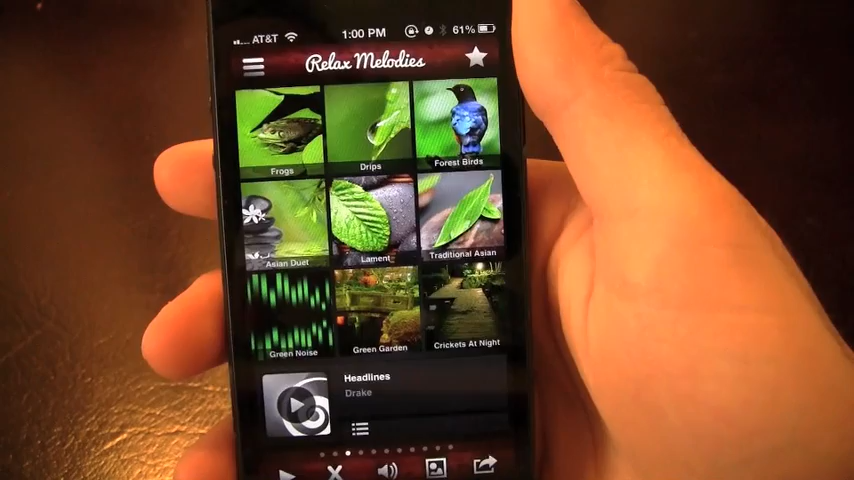 AT&T 1:00 PM 61%
Relax Melodies
Frogs Drips Forest Birds
Asian Duet Lament Traditional Asian
Green Noise Green Garden Crickets At Night
Headlines
Drake